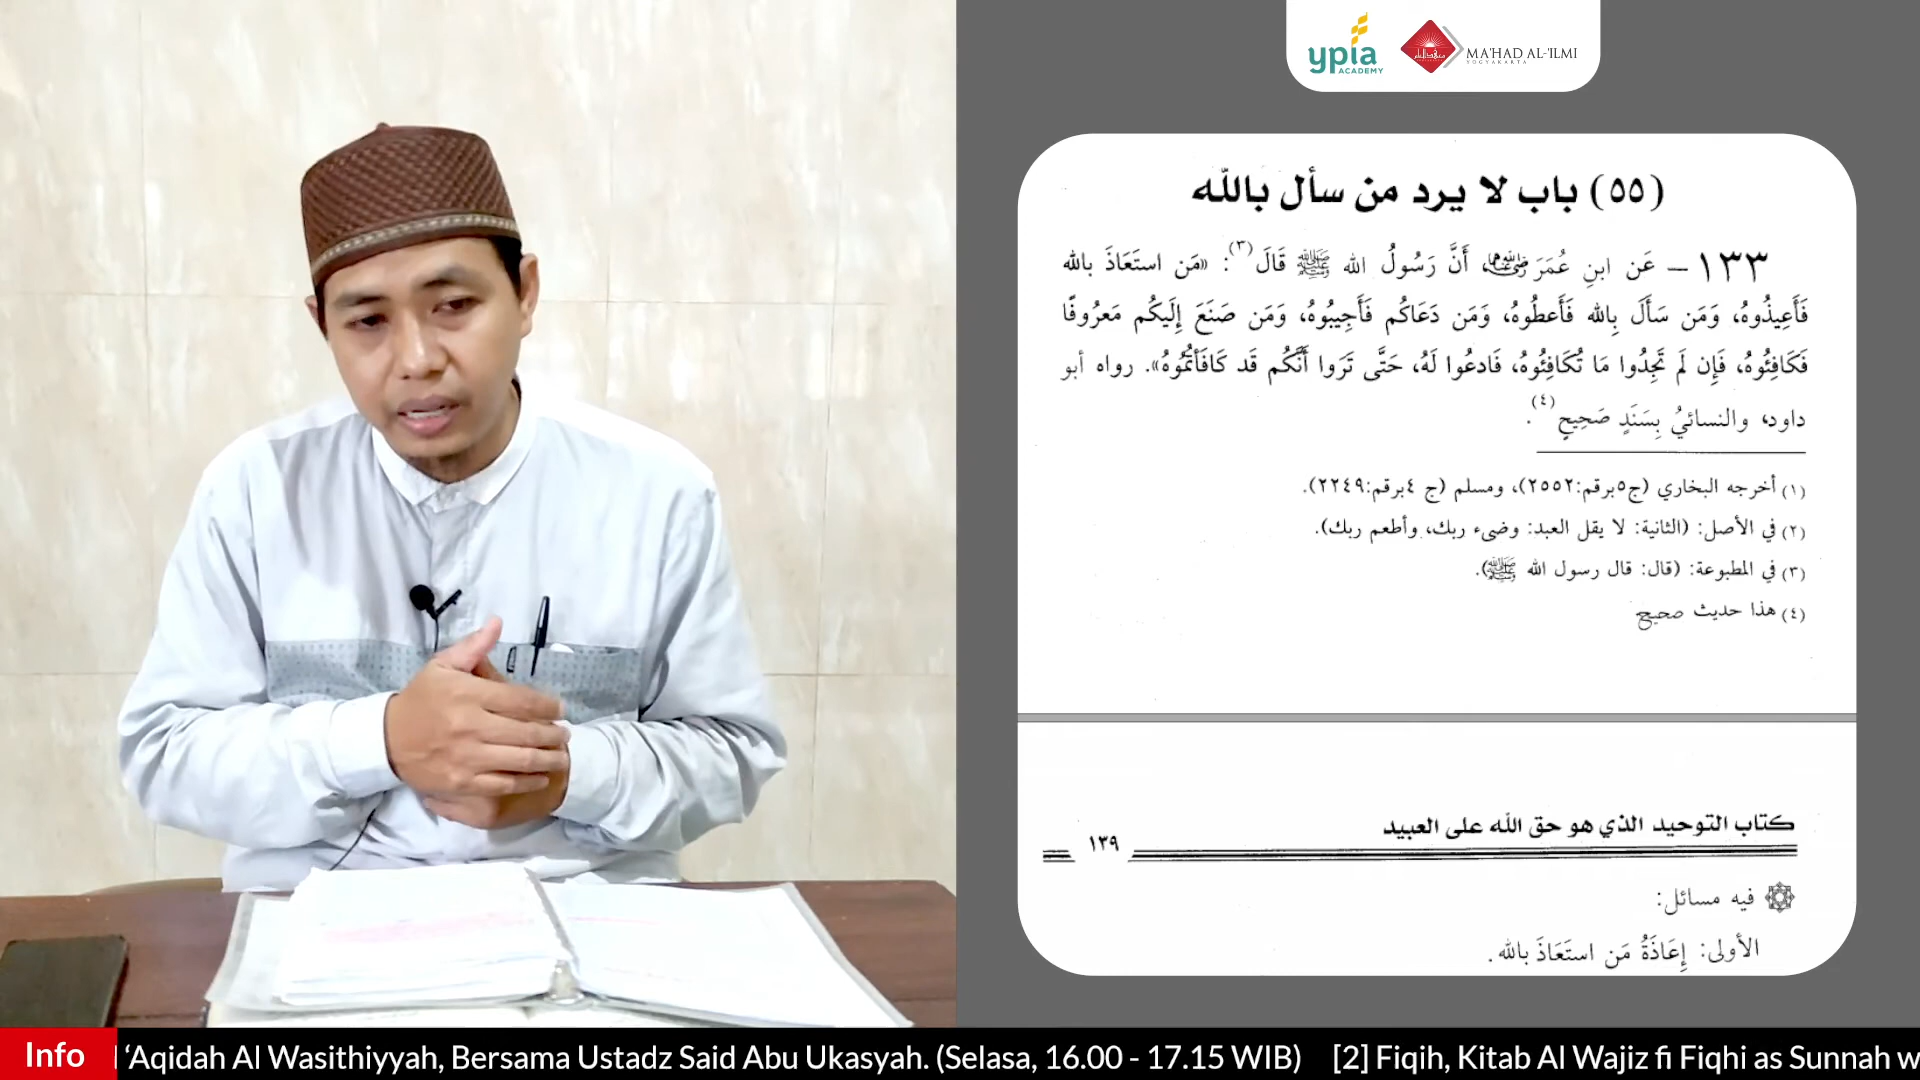 ypia
ACADEMY
MA'HAD AL-'ILMI
YOGYAKARTA
(٥٥) باب لا يرد من سأل بالله
١٣٣ – عَن ابنِ عُمَرَ رضي الله عنهما، أَنَّ رَسُولُ الله ﷺ قَالَ(٣): «مَن استَعَاذَ بالله
فَأَعِيذُوهُ، وَمَن سَأَلَ بِالله فَأَعطُوهُ، وَمَن دَعَاكُم فَأَجِيبُوهُ، وَمَن صَنَعَ إِلَيكُم مَعرُوفًا
فَكَافِئُوهُ، فَإِن لَم تَجِدُوا مَا تُكَافِئُوهُ، فَادعُوا لَهُ، حَتَّى تَرَوا أَنَّكُم قَد كَافَأتُمُوهُ». رواه أبو
داود، والنسائيُ بِسَنَدٍ صَحِيحٍ(٤).
(١) أخرجه البخاري (ج٥برقم:٢٥٥٢)، ومسلم (ج ٤برقم:٢٢٤٩).
(٢) في الأصل: (الثانية: لا يقل العبد: وضىء ربك، وأطعم ربك).
(٣) في المطبوعة: (قال: قال رسول الله ﷺ).
(٤) هذا حديث صحيح
كتاب التوحيد الذي هو حق الله على العبيد
١٣٩
فيه مسائل:
الأولى: إِعَاذَةُ مَن استَعَاذَ بالله.
Info
'Aqidah Al Wasithiyyah, Bersama Ustadz Said Abu Ukasyah. (Selasa, 16.00 - 17.15 WIB) [2] Fiqih, Kitab Al Wajiz fi Fiqhi as Sunnah w